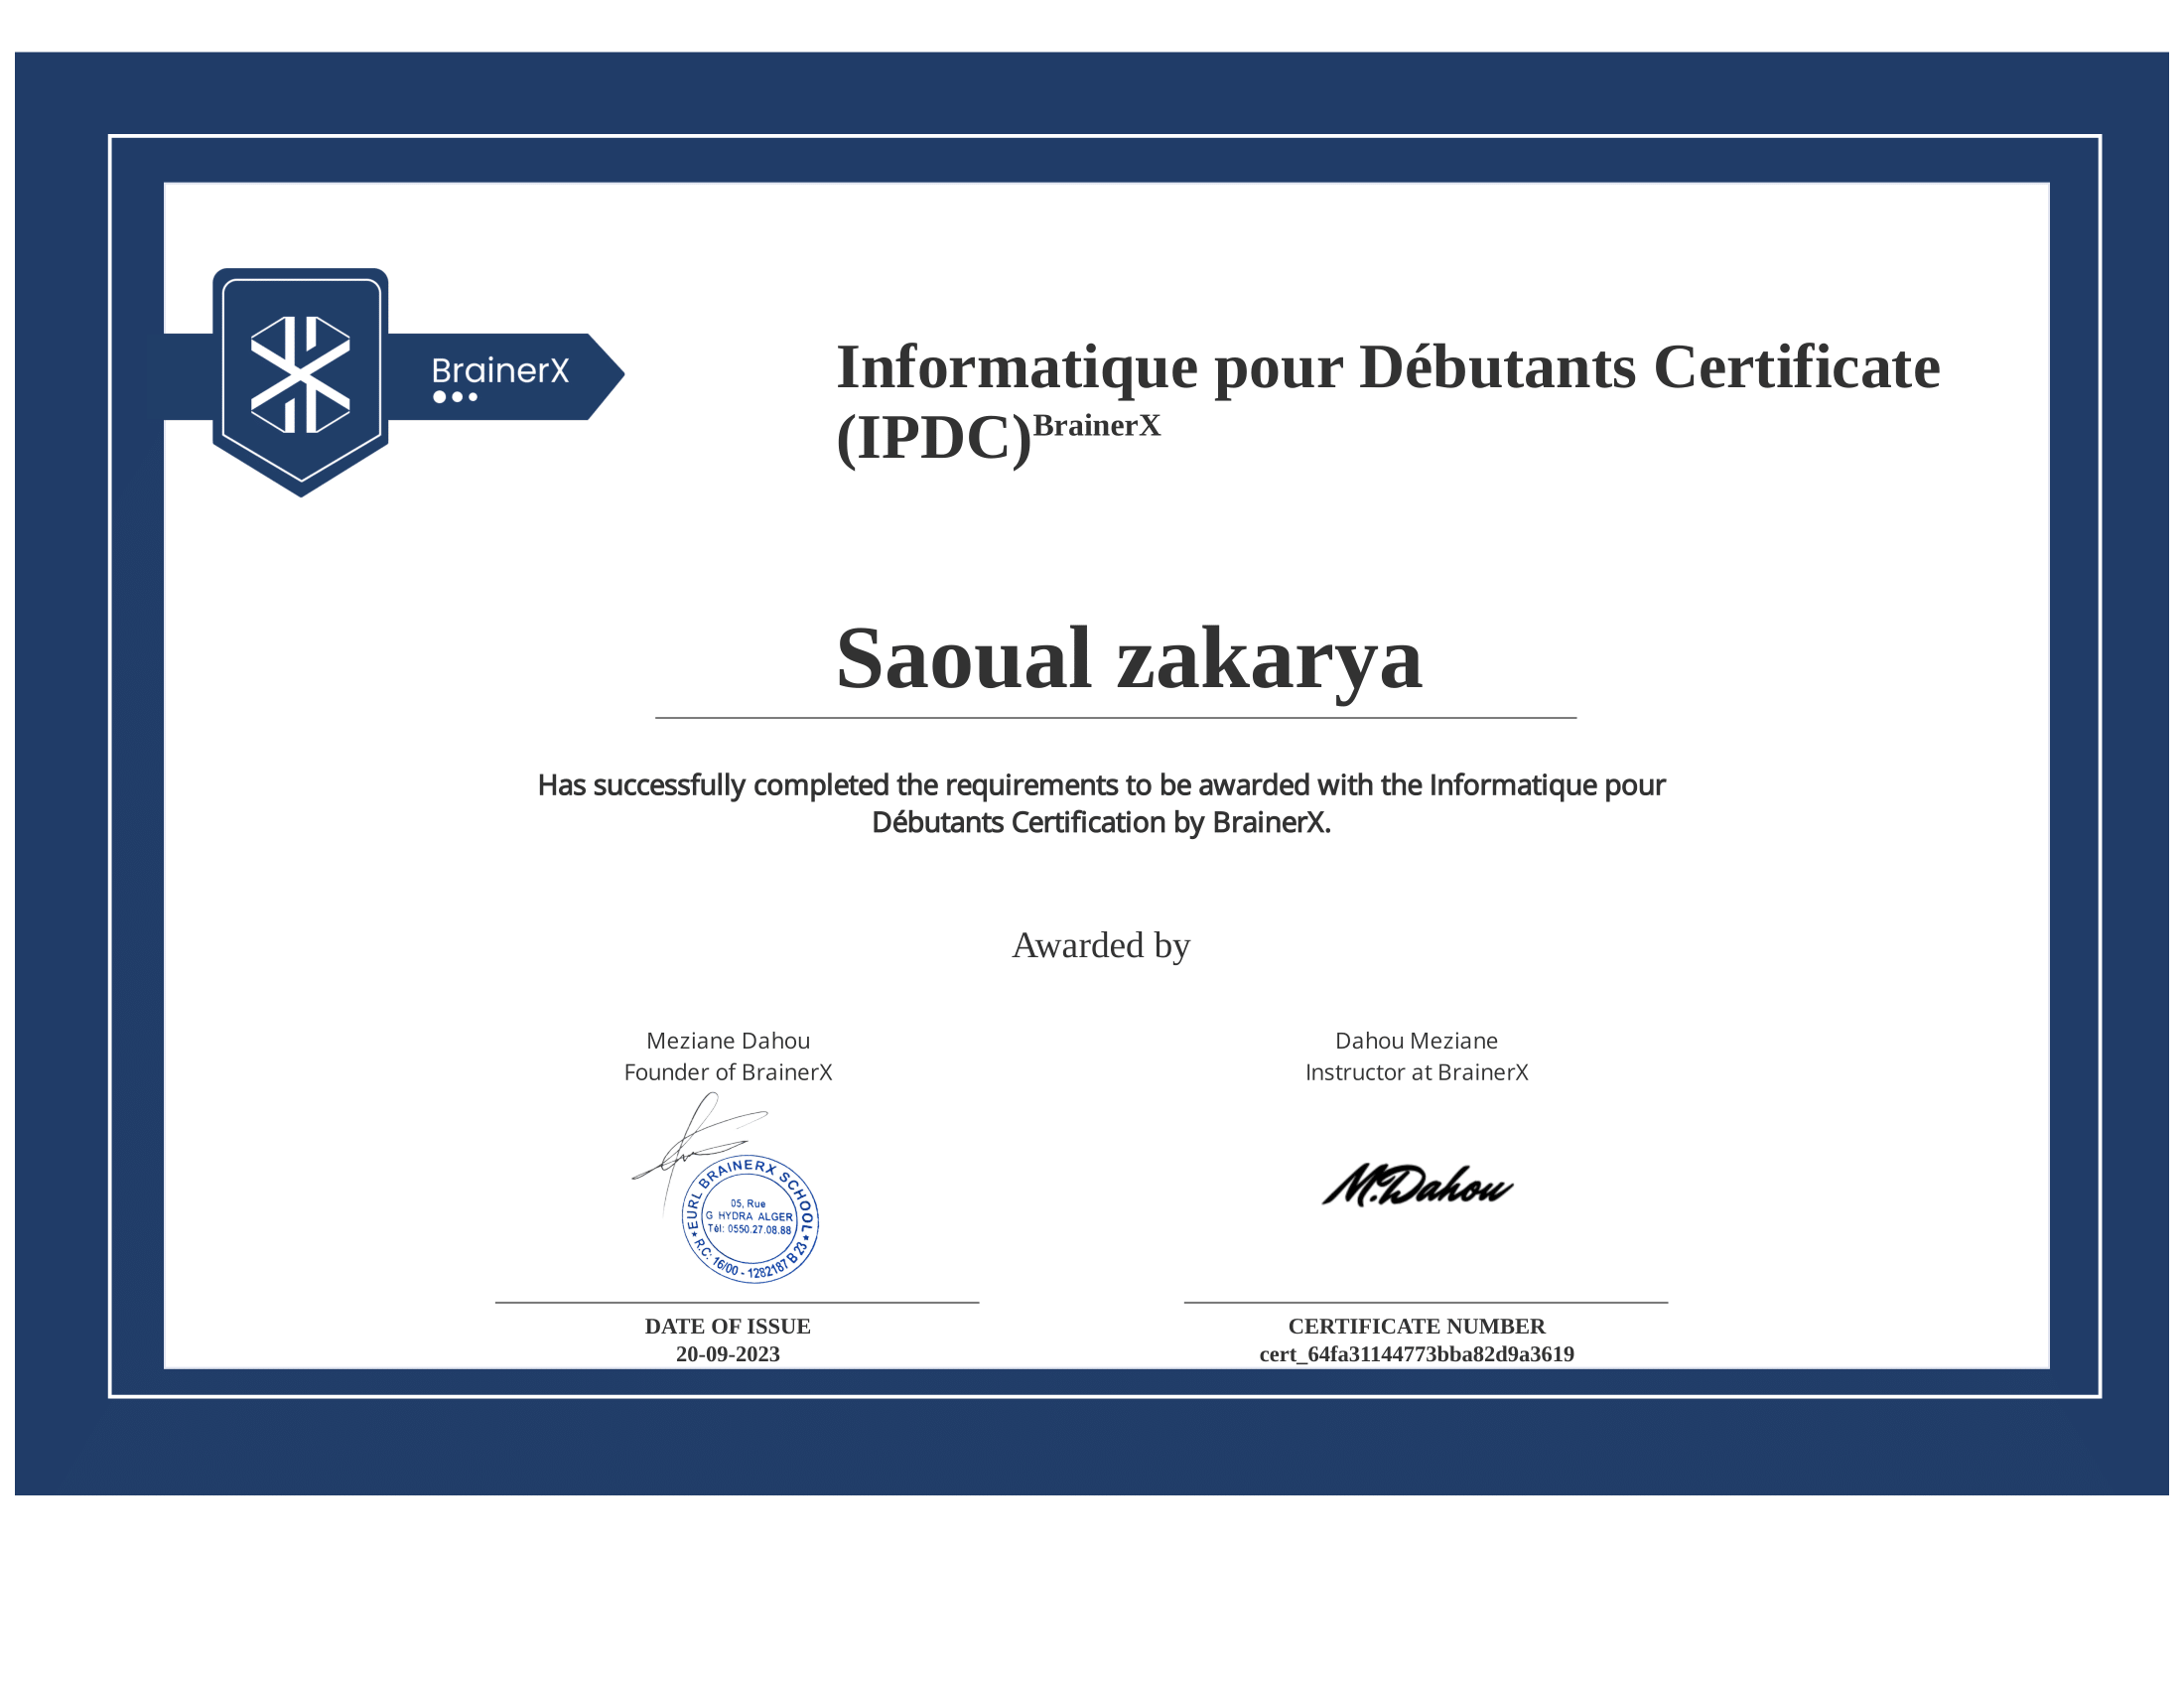 BrainerX
Informatique pour Débutants Certificate
(IPDC)BrainerX
Saoual zakarya
Has successfully completed the requirements to be awarded with the Informatique pour
Débutants Certification by BrainerX.
Awarded by
Meziane Dahou
Founder of BrainerX
EURL BRAINERX SCHOOL
05, Rue
G HYDRA ALGER
Tél: 0550.27.08.88
R.C: 16/00 - 1282187 B 23
DATE OF ISSUE
20-09-2023
Dahou Meziane
Instructor at BrainerX
M.Dahou
CERTIFICATE NUMBER
cert_64fa31144773bba82d9a3619